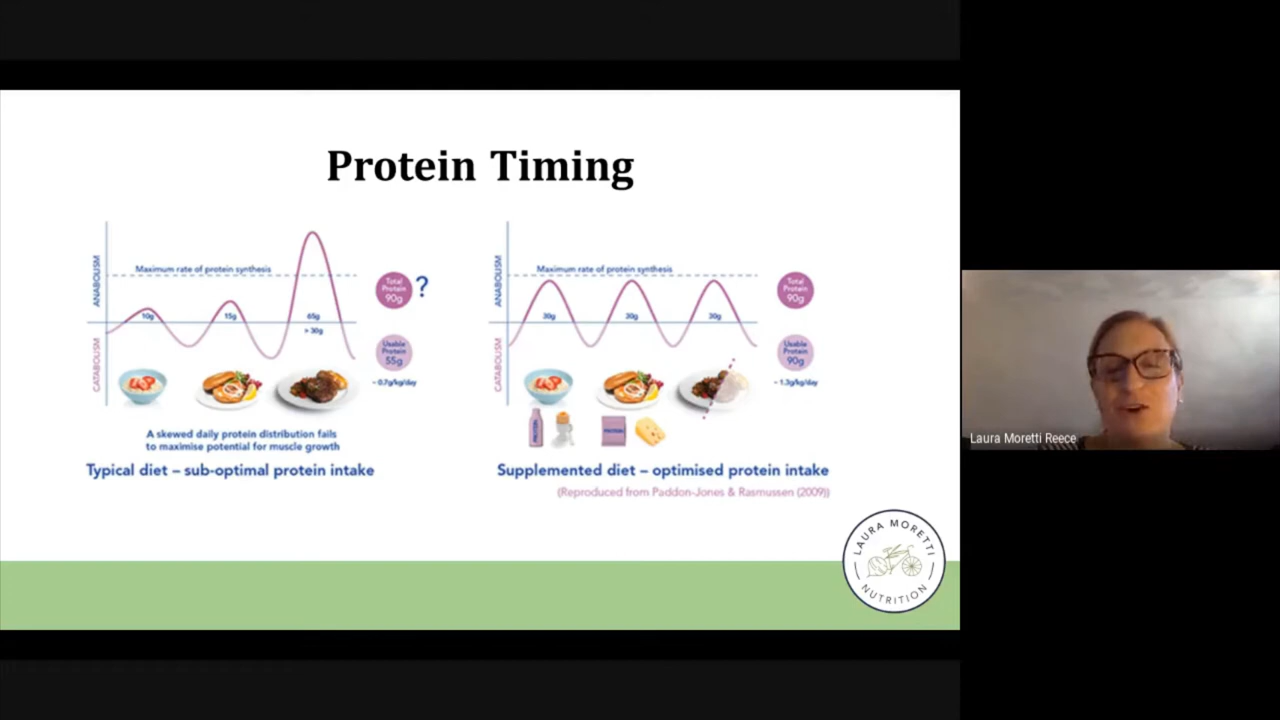 Protein Timing
ANABOLISM
CATABOLISM
Maximum rate of protein synthesis
10g
15g
65g
> 30g
Total
Protein
90g
?
Usable
Protein
55g
~ 0.7g/kg/day
A skewed daily protein distribution fails
to maximise potential for muscle growth
Typical diet – sub-optimal protein intake
ANABOLISM
CATABOLISM
Maximum rate of protein synthesis
30g
30g
30g
Total
Protein
90g
Usable
Protein
90g
~ 1.3g/kg/day
PROTEIN
PROTEIN
Supplemented diet – optimised protein intake
(Reproduced from Paddon-Jones & Rasmussen (2009))
LAURA MORETTI
NUTRITION
Laura Moretti Reece